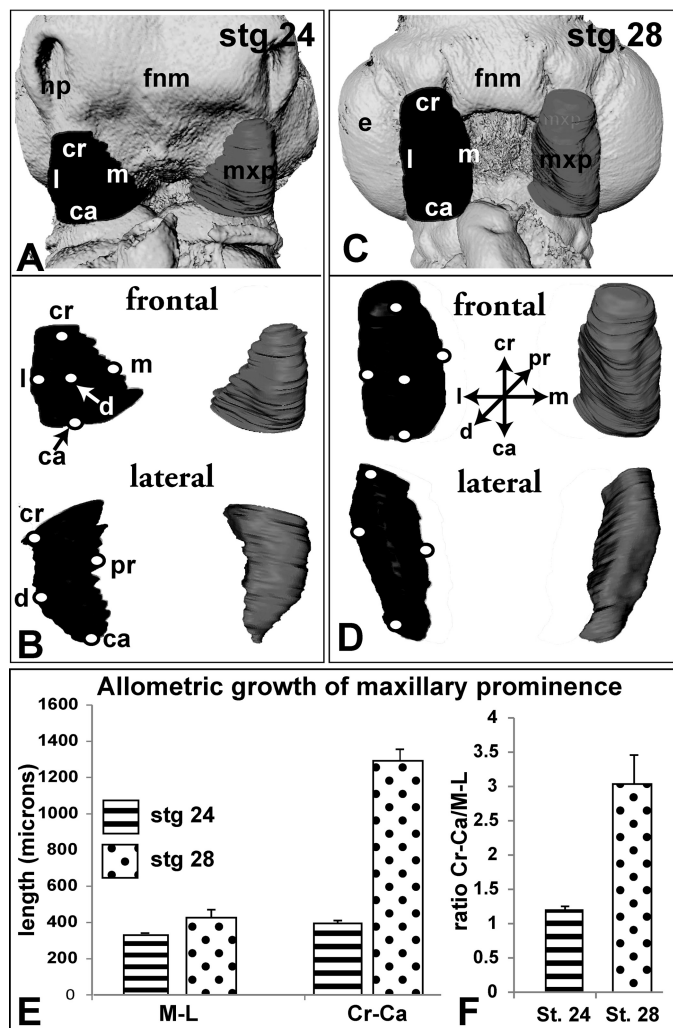 stg 24
np
fnm
cr
l
m
mxp
ca
A
stg 28
fnm
cr
e
mxp
l
m
mxp
ca
C
frontal
cr
l
m
d
ca
lateral
cr
pr
d
ca
B
frontal
cr
pr
l
m
d
ca
lateral
D
Allometric growth of maxillary prominence
length (microns)
1600
1400
1200
1000
800
600
400
200
0
stg 24
stg 28
M-L
Cr-Ca
E
ratio Cr-Ca/M-L
4
3.5
3
2.5
2
1.5
1
0.5
0
St. 24
St. 28
F